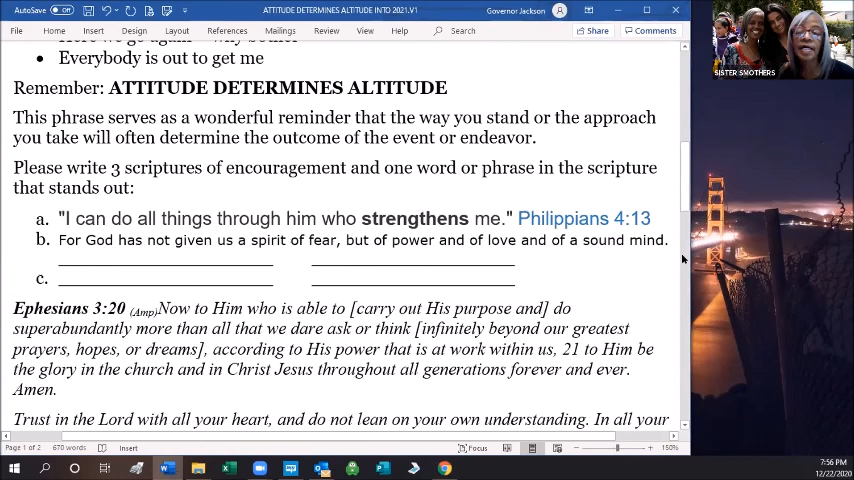 AutoSave Off
ATTITUDE DETERMINES ALTITUDE INTO 2021.V1
Governor Jackson
File Home Insert Design Layout References Mailings Review View Help Search Share Comments
Here we go again why bother
• Everybody is out to get me
Remember: ATTITUDE DETERMINES ALTITUDE
This phrase serves as a wonderful reminder that the way you stand or the approach
you take will often determine the outcome of the event or endeavor.
Please write 3 scriptures of encouragement and one word or phrase in the scripture
that stands out:
a. "I can do all things through him who strengthens me." Philippians 4:13
b. For God has not given us a spirit of fear, but of power and of love and of a sound mind.
c.
Ephesians 3:20 (Amp)Now to Him who is able to [carry out His purpose and] do
superabundantly more than all that we dare ask or think [infinitely beyond our greatest
prayers, hopes, or dreams], according to His power that is at work within us, 21 to Him be
the glory in the church and in Christ Jesus throughout all generations forever and ever.
Amen.
Trust in the Lord with all your heart, and do not lean on your own understanding. In all your
Page 1 of 2 670 words Insert Focus 150%
SISTER SMOTHERS
7:56 PM
12/22/2020